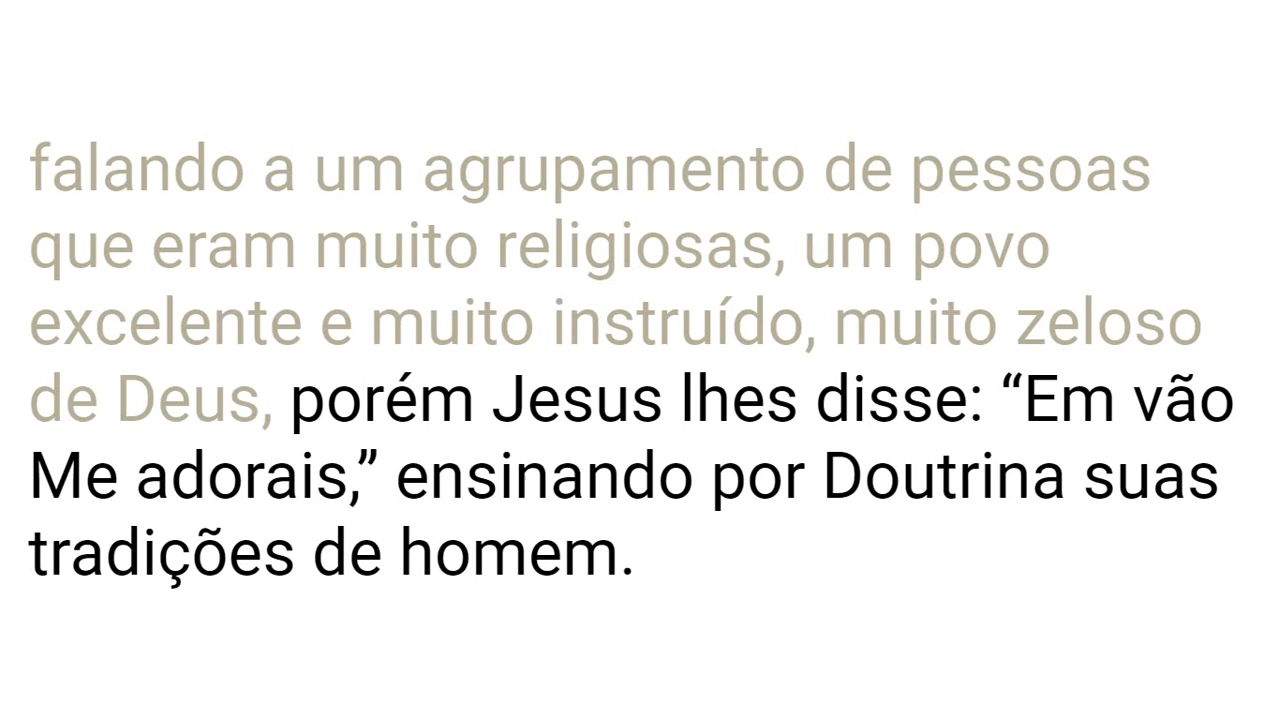 falando a um agrupamento de pessoas
que eram muito religiosas, um povo
excelente e muito instruído, muito zeloso
de Deus, porém Jesus lhes disse: “Em vão
Me adorais,” ensinando por Doutrina suas
tradições de homem.